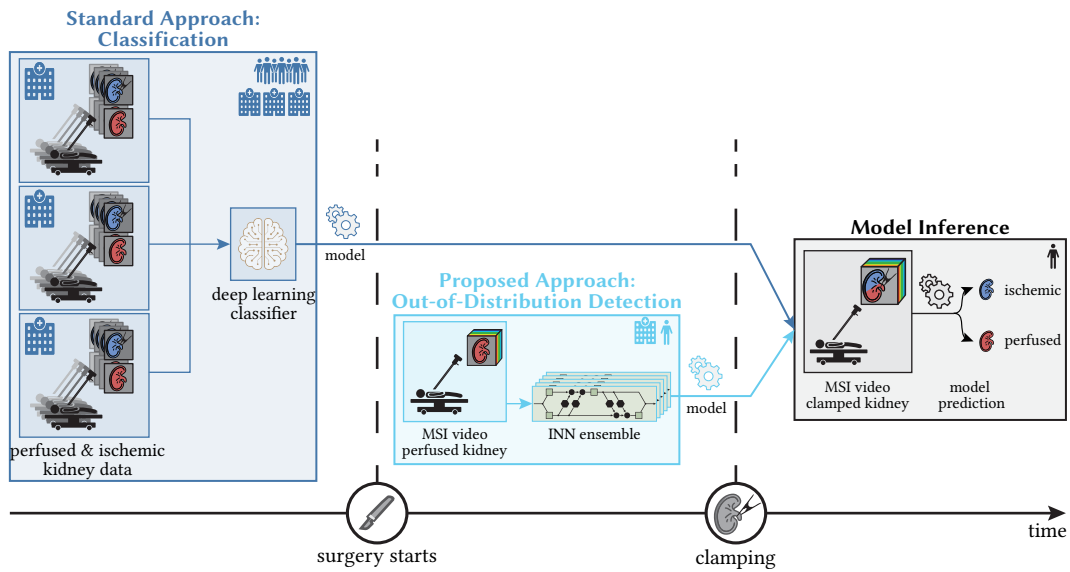 Standard Approach:
Classification
perfused & ischemic
kidney data
deep learning
classifier
model
Proposed Approach:
Out-of-Distribution Detection
MSI video
perfused kidney
INN ensemble
model
Model Inference
MSI video
clamped kidney
model
prediction
ischemic
perfused
surgery starts
clamping
time